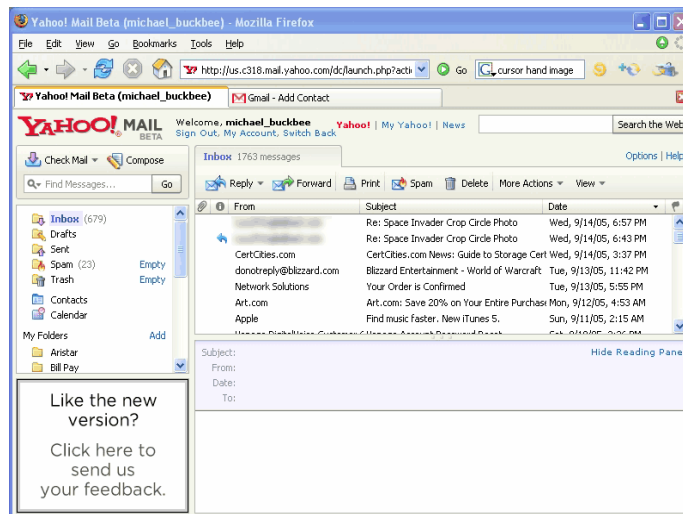 Yahoo! Mail Beta (michael_buckbee) - Mozilla Firefox
File Edit View Go Bookmarks Tools Help
http://us.c318.mail.yahoo.com/dc/launch.php?acti Go G cursor hand image
Yahoo! Mail Beta (michael_buckbee) Gmail - Add Contact
YAHOO! MAIL BETA
Welcome, michael_buckbee
Sign Out, My Account, Switch Back
Yahoo! | My Yahoo! | News Search the Web
Check Mail Compose
Find Messages... Go
Inbox 1763 messages Options | Help
Reply Forward Print Spam Delete More Actions View
From Subject Date
Re: Space Invader Crop Circle Photo Wed, 9/14/05, 6:57 PM
Re: Space Invader Crop Circle Photo Wed, 9/14/05, 6:43 PM
CertCities.com CertCities.com News: Guide to Storage Cert Wed, 9/14/05, 3:37 PM
donotreply@blizzard.com Blizzard Entertainment - World of Warcraft Tue, 9/13/05, 11:42 PM
Network Solutions Your Order is Confirmed Tue, 9/13/05, 5:55 PM
Art.com Art.com: Save 20% on Your Entire Purchase Mon, 9/12/05, 4:53 AM
Apple Find music faster. New iTunes 5. Sun, 9/11/05, 2:15 AM
Inbox (679)
Drafts
Sent
Spam (23) Empty
Trash Empty
Contacts
Calendar
My Folders Add
Aristar
Bill Pay
Subject: Hide Reading Pane
From:
Date:
To:
Like the new
version?
Click here to
send us
your feedback.